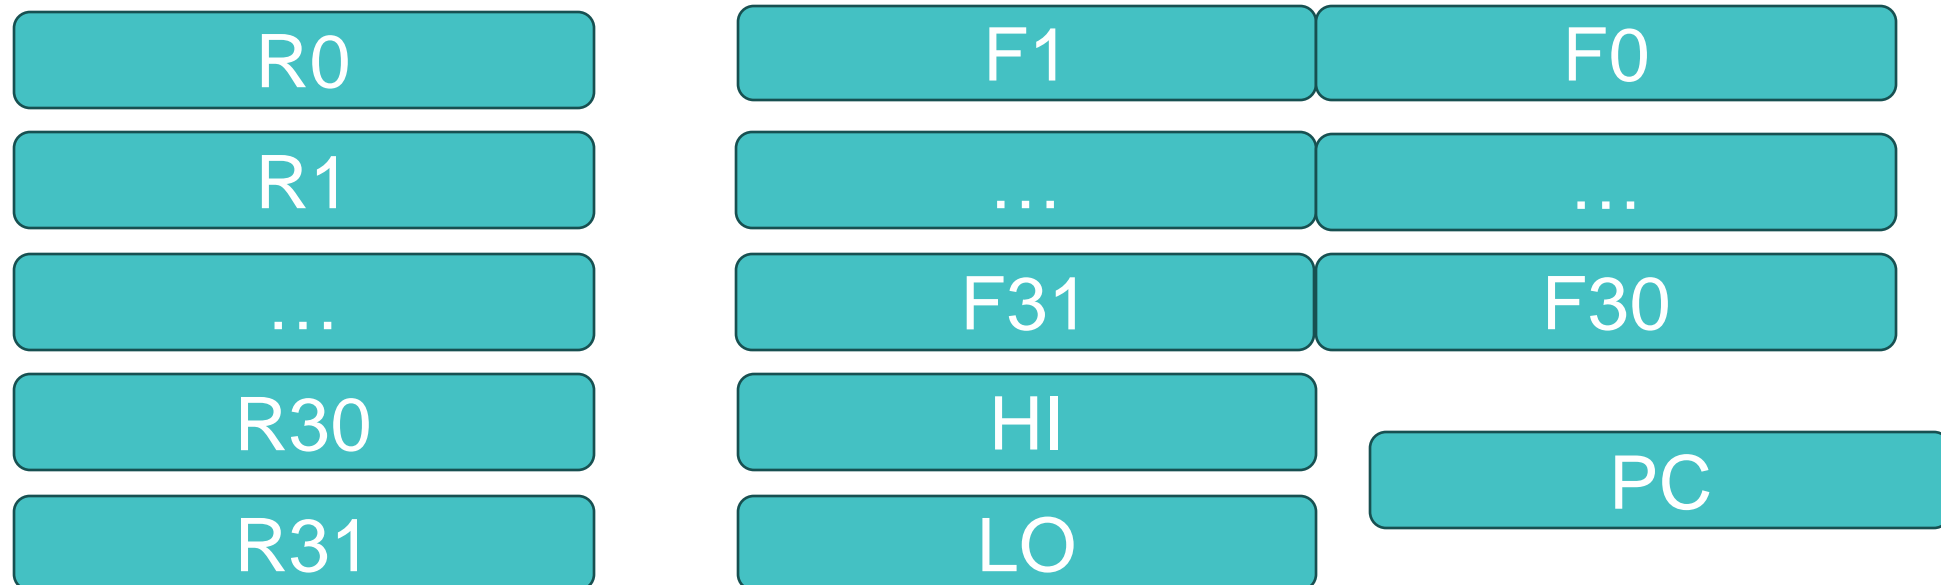 R0
R1
…
R30
R31
F1 F0
… …
F31 F30
HI
LO
PC